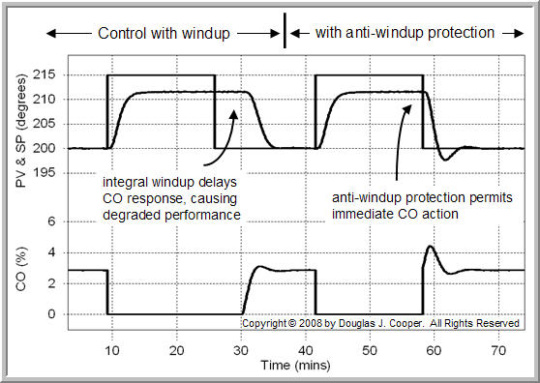 Control with windup
with anti-windup protection
PV & SP (degrees)
215
210
205
200
195
integral windup delays
CO response, causing
degraded performance
anti-windup protection permits
immediate CO action
CO (%)
6
4
2
0
Copyright © 2008 by Douglas J. Cooper. All Rights Reserved
10 20 30 40 50 60 70
Time (mins)